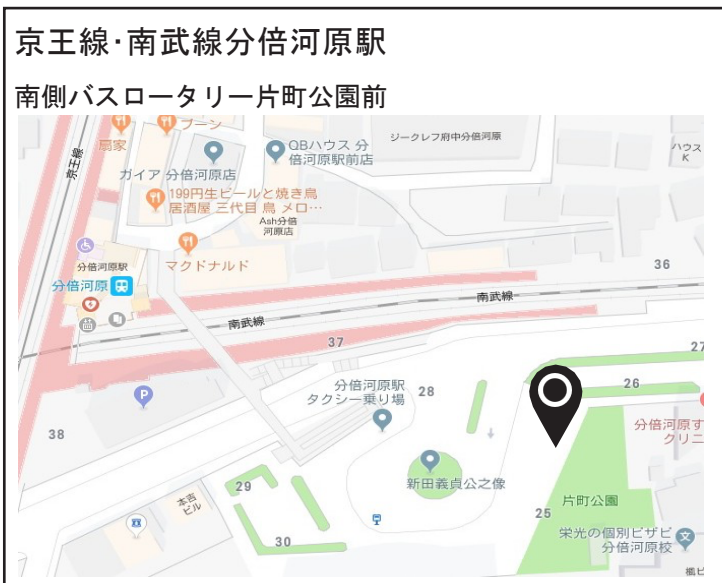 京王線·南武線分倍河原駅
南側バスロータリー片町公園前
扇家
ブーン
京王線
ガイア 分倍河原店
QBハウス 分
倍河原駅前店
ジークレフ府中分倍河原
ハウス
K
199円生ビールと焼き鳥
居酒屋 三代目 鳥 メロ…
Ash分倍
河原店
マクドナルド
分倍河原駅
分倍河原
36
南武線
南武線
37
27
26
28
分倍河原駅
タクシー乗り場
P
38
分倍河原す
クリニ
新田義貞公之像
29
本吉
ビル
30
25
片町公園
栄光の個別ビザビ
分倍河原校
文
楓ビ